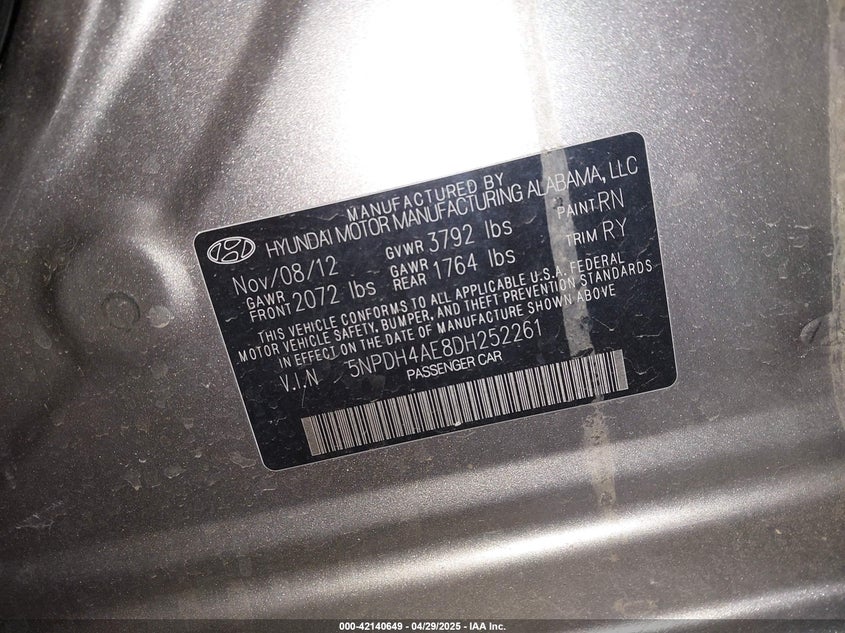 MANUFACTURED BY
HYUNDAI MOTOR MANUFACTURING ALABAMA, LLC
Nov/08/12 GVWR 3792 lbs PAINT RN
GAWR FRONT 2072 lbs GAWR REAR 1764 lbs TRIM RY
THIS VEHICLE CONFORMS TO ALL APPLICABLE U.S.A. FEDERAL
MOTOR VEHICLE SAFETY, BUMPER, AND THEFT PREVENTION STANDARDS
IN EFFECT ON THE DATE OF MANUFACTURE SHOWN ABOVE
V.I.N 5NPDH4AE8DH252261
PASSENGER CAR
000-42140649 - 04/29/2025 - IAA Inc.